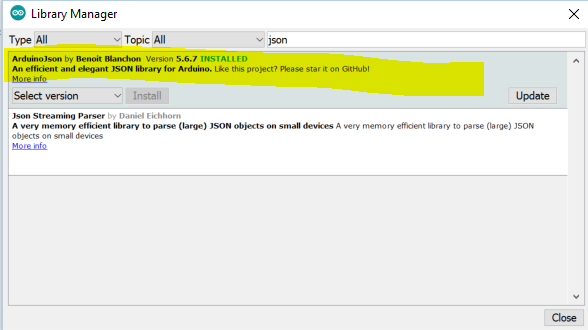 Library Manager
Type All Topic All json
ArduinoJson by Benoit Blanchon Version 5.6.7 INSTALLED
An efficient and elegant JSON library for Arduino. Like this project? Please star it on GitHub!
More info
Select version Install Update
Json Streaming Parser by Daniel Eichhorn
A very memory efficient library to parse (large) JSON objects on small devices A very memory efficient library to parse (large) JSON
objects on small devices
More info
Close